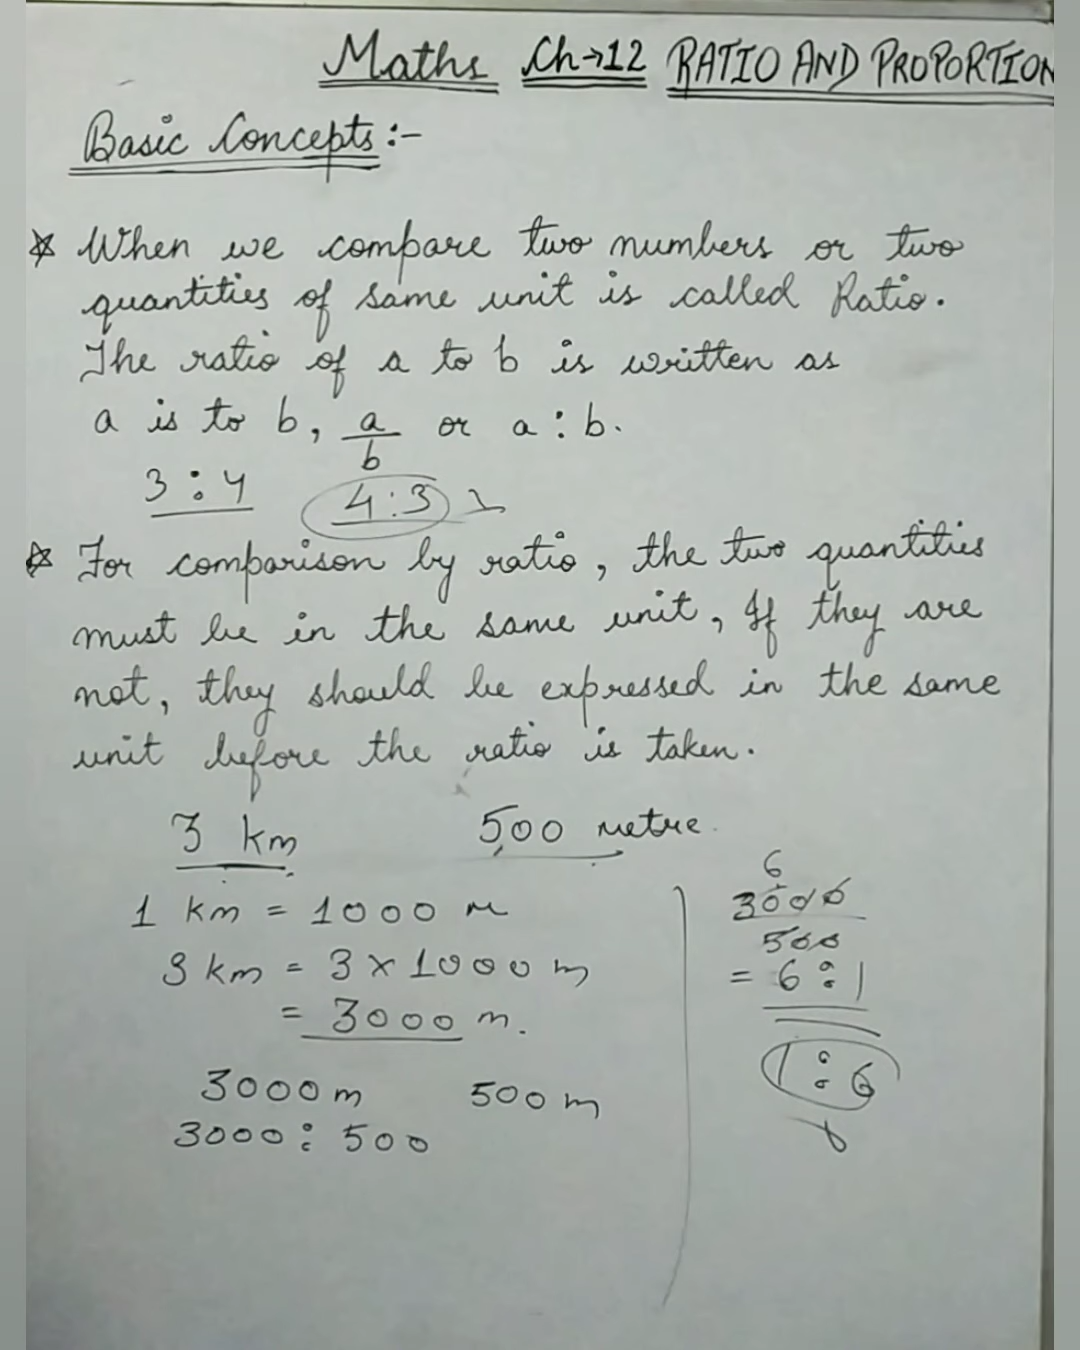 Maths Ch→12 RATIO AND PROPORTION
Basic Concepts :-
☆ When we compare two numbers or two
quantities of same unit is called Ratio.
The ratio of a to b is written as
a is to b, a/b or a : b.
3 : 4 4 : 3
☆ For comparison by ratio, the two quantities
must be in the same unit, If they are
not, they should be expressed in the same
unit before the ratio is taken.
3 km 500 metre.
1 km = 1000 m
3 km = 3 x 1000 m
= 3000 m.
3000 m 500 m
3000 : 500
6
3000
500
= 6 : 1
1 : 6